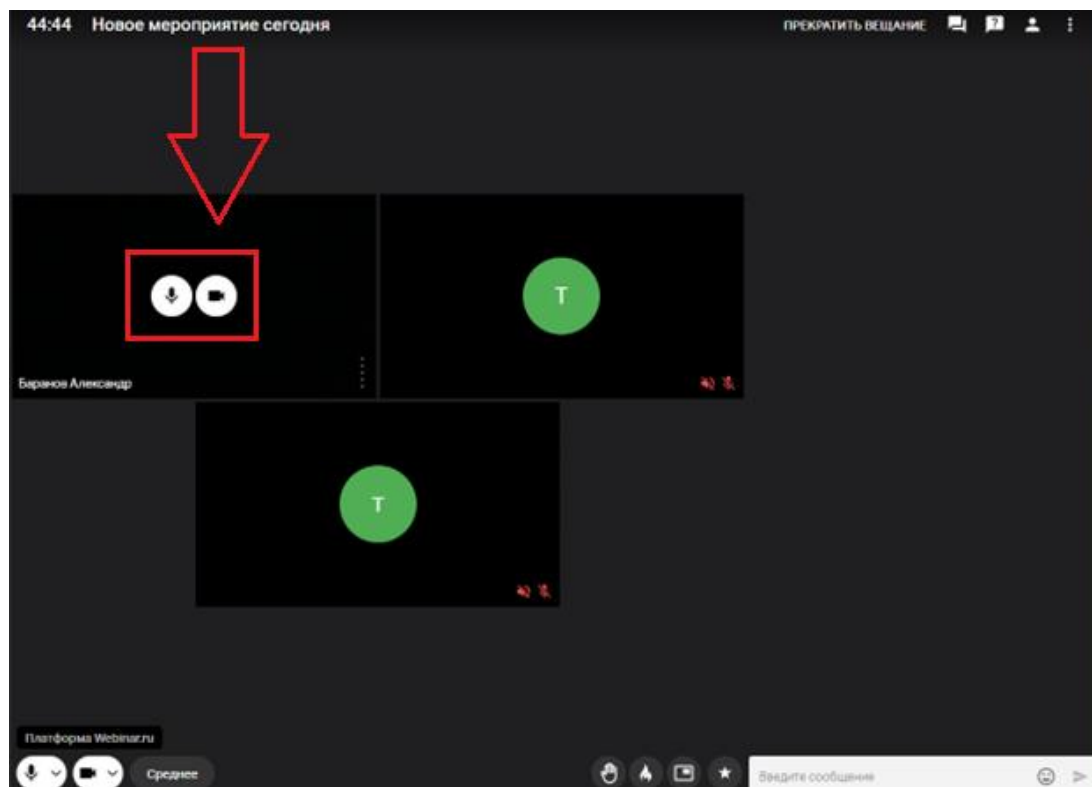 44:44 Новое мероприятие сегодня ПРЕКРАТИТЬ ВЕЩАНИЕ ?
Баранов Александр
T
T
Платформа Webinar.ru
Среднее
Введите сообщение